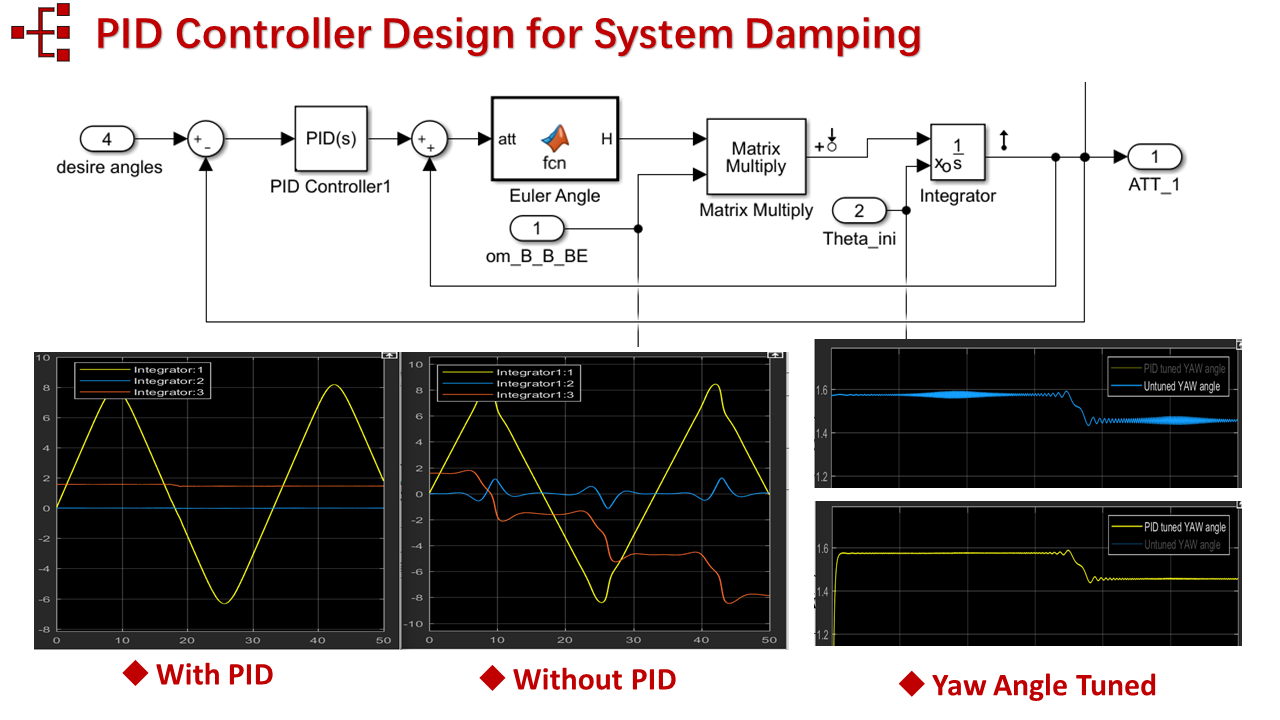 PID Controller Design for System Damping
4
desire angles
+
-
PID(s)
PID Controller1
+
+
att
H
fcn
Euler Angle
1
om_B_B_BE
Matrix
Multiply
Matrix Multiply
+
2
Theta_ini
1
s
xo
Integrator
1
ATT_1
10
8
6
4
2
0
-2
-4
-6
-8
0
10
20
30
40
50
Integrator:1
Integrator:2
Integrator:3
With PID
10
8
6
4
2
0
-2
-4
-6
-8
-10
0
10
20
30
40
50
Integrator1:1
Integrator1:2
Integrator1:3
Without PID
PID tuned YAW angle
Untuned YAW angle
1.6
1.4
1.2
PID tuned YAW angle
Untuned YAW angle
1.6
1.4
1.2
Yaw Angle Tuned